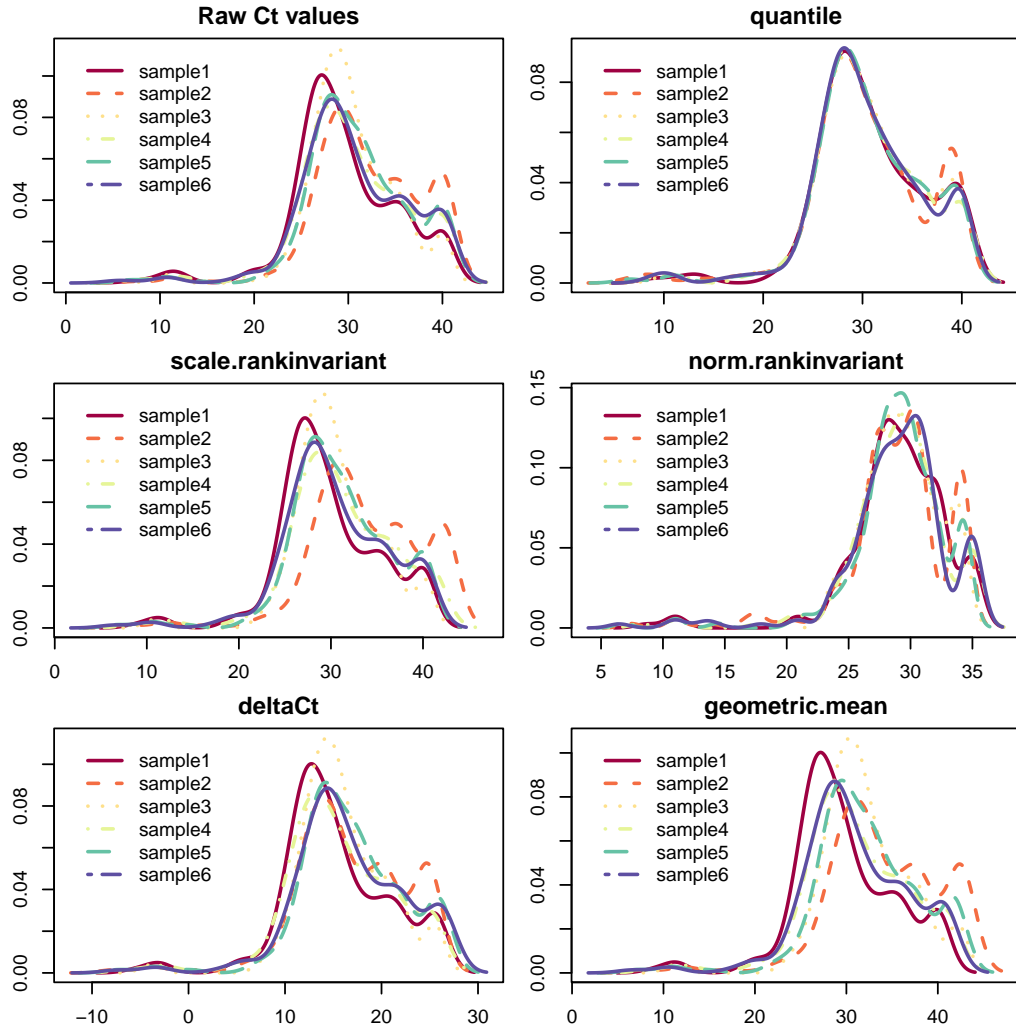 Raw Ct values
sample1
sample2
sample3
sample4
sample5
sample6
0.00
0.04
0.08
0 10 20 30 40
quantile
sample1
sample2
sample3
sample4
sample5
sample6
0.00
0.04
0.08
10 20 30 40
scale.rankinvariant
sample1
sample2
sample3
sample4
sample5
sample6
0.00
0.04
0.08
0 10 20 30 40
norm.rankinvariant
sample1
sample2
sample3
sample4
sample5
sample6
0.00
0.05
0.10
0.15
5 10 15 20 25 30 35
deltaCt
sample1
sample2
sample3
sample4
sample5
sample6
0.00
0.04
0.08
−10 0 10 20 30
geometric.mean
sample1
sample2
sample3
sample4
sample5
sample6
0.00
0.04
0.08
0 10 20 30 40